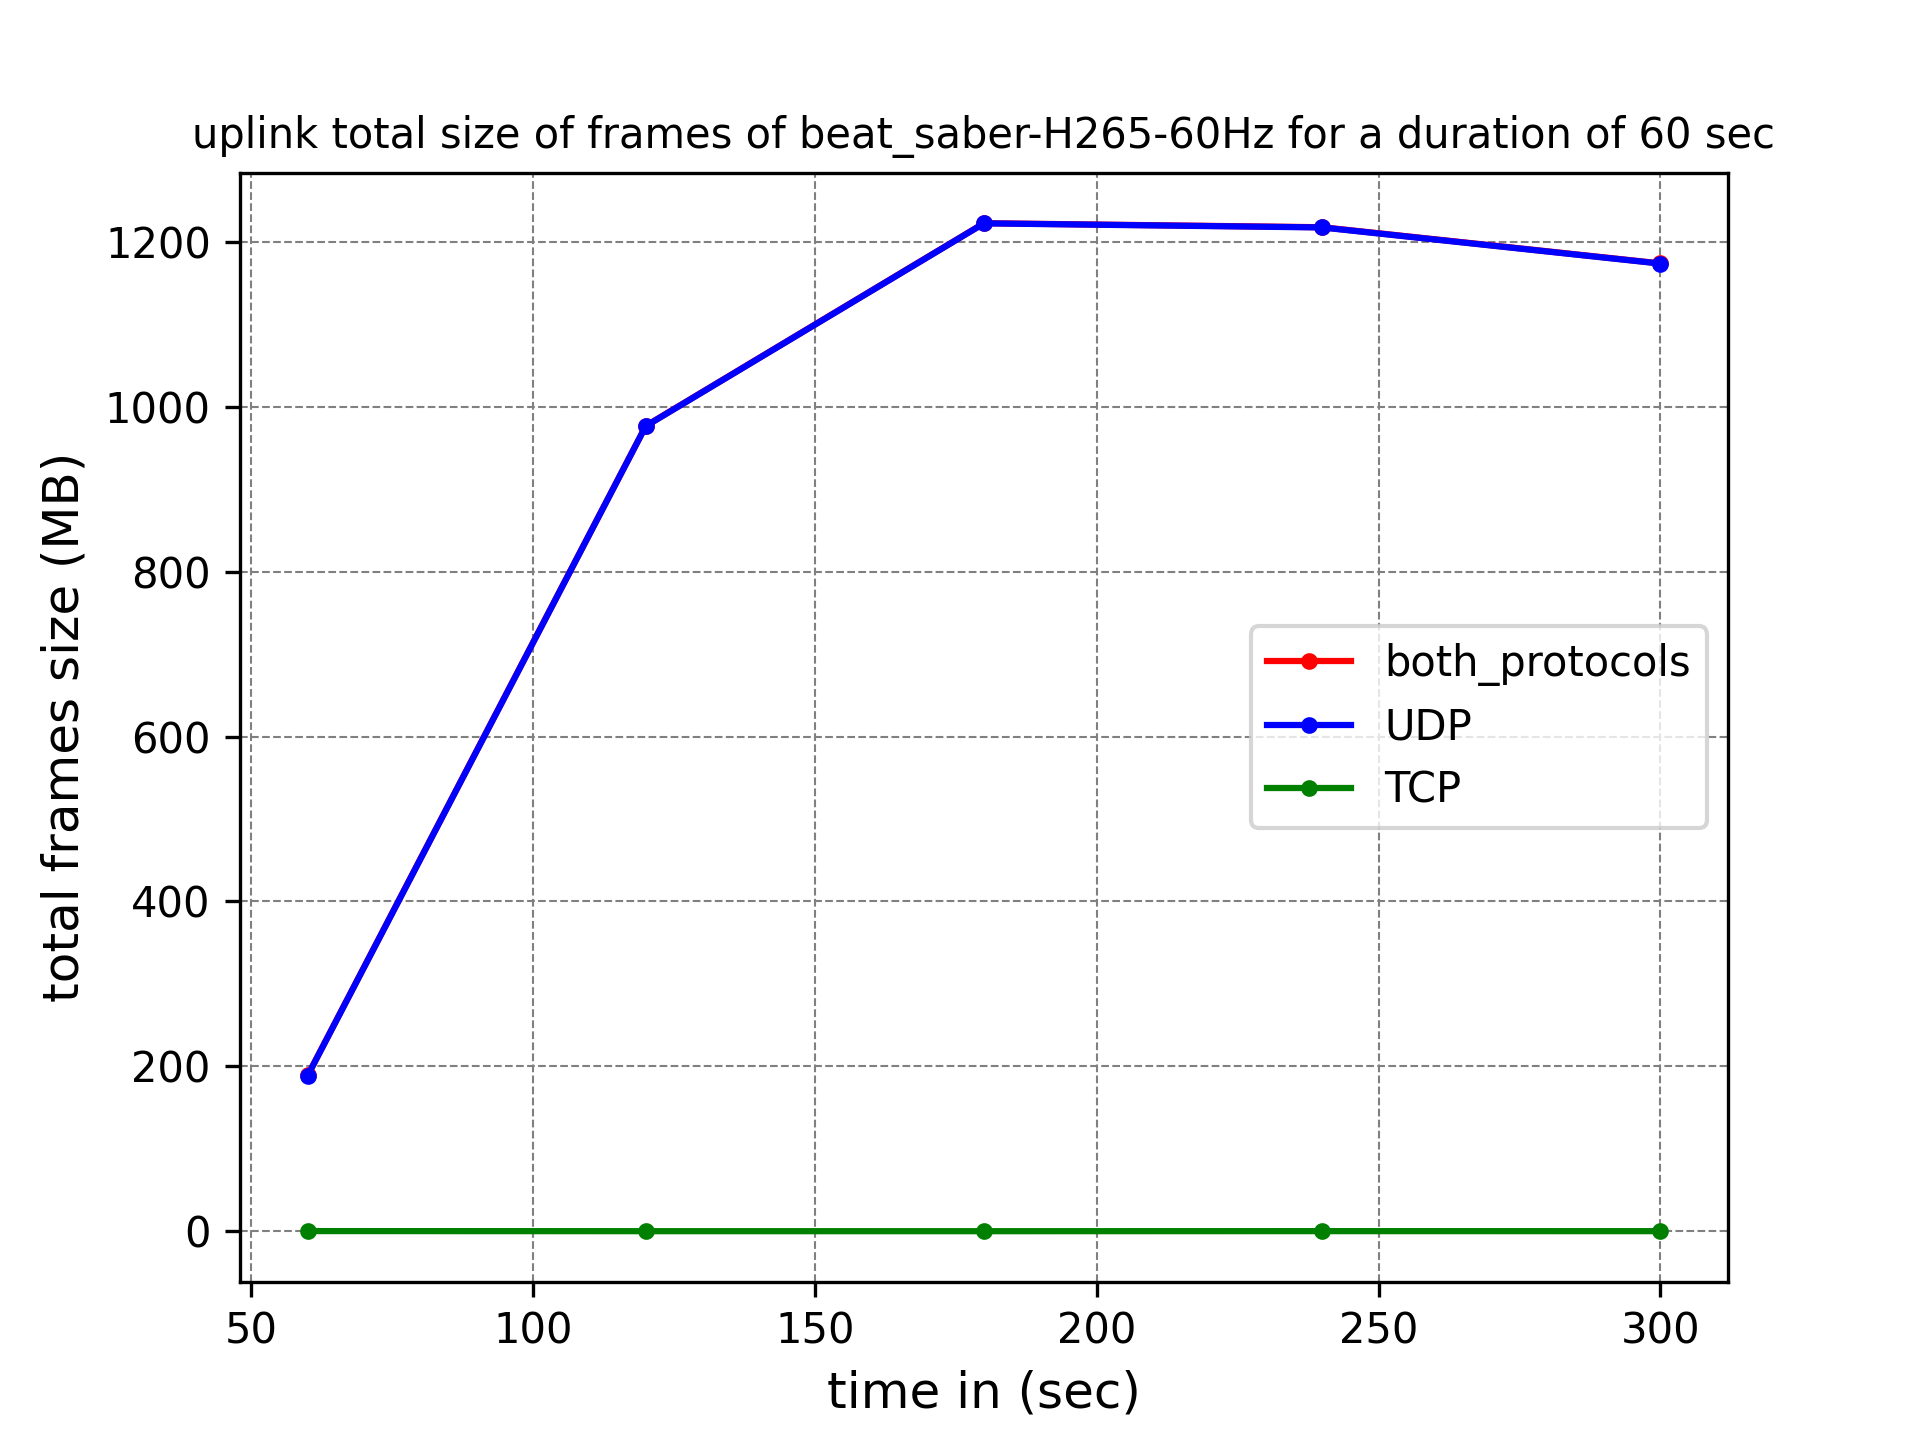 uplink total size of frames of beat_saber-H265-60Hz for a duration of 60 sec
total frames size (MB)
1200
1000
800
600
400
200
0
both_protocols
UDP
TCP
50 100 150 200 250 300
time in (sec)